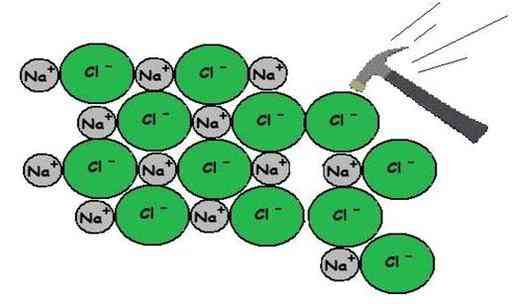 Na+ Cl - Na+ Cl - Na+
Na+ Cl - Na+ Cl - Cl -
Na+ Cl - Na+ Cl - Na+ Na+ Cl -
Na+ Cl - Na+ Cl - Cl -
Na+ Cl -